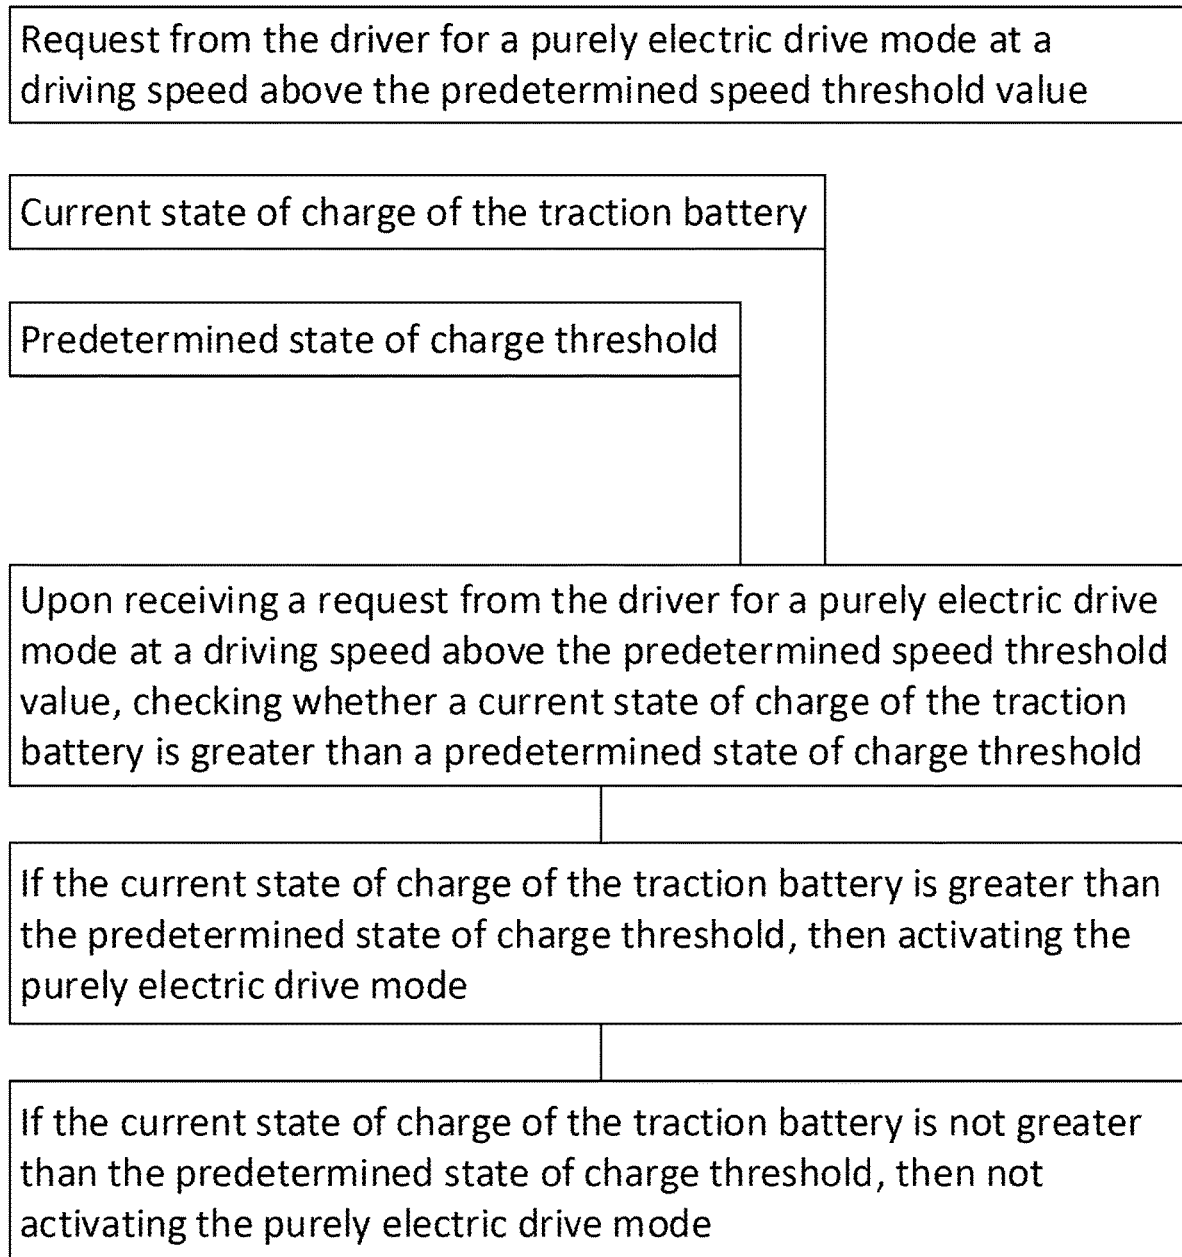 Request from the driver for a purely electric drive mode at a
driving speed above the predetermined speed threshold value
Current state of charge of the traction battery
Predetermined state of charge threshold
Upon receiving a request from the driver for a purely electric drive
mode at a driving speed above the predetermined speed threshold
value, checking whether a current state of charge of the traction
battery is greater than a predetermined state of charge threshold
If the current state of charge of the traction battery is greater than
the predetermined state of charge threshold, then activating the
purely electric drive mode
If the current state of charge of the traction battery is not greater
than the predetermined state of charge threshold, then not
activating the purely electric drive mode